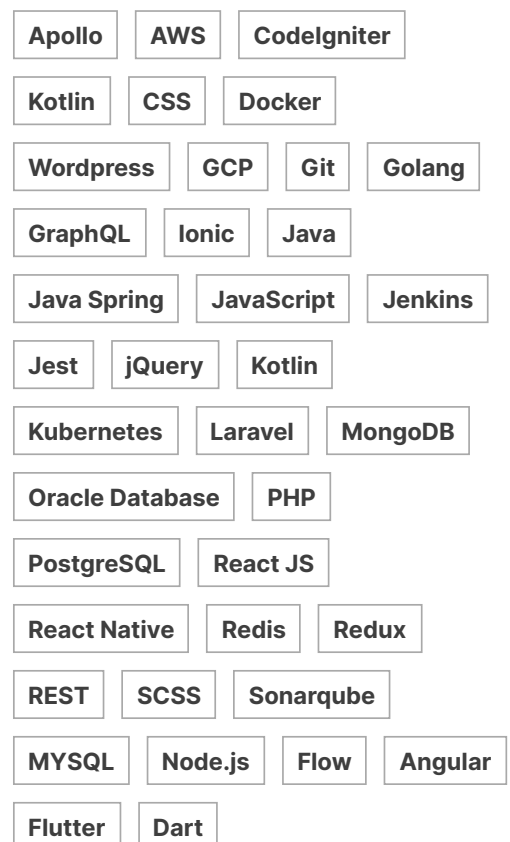 Apollo AWS CodeIgniter
Kotlin CSS Docker
Wordpress GCP Git Golang
GraphQL Ionic Java
Java Spring JavaScript Jenkins
Jest jQuery Kotlin
Kubernetes Laravel MongoDB
Oracle Database PHP
PostgreSQL React JS
React Native Redis Redux
REST SCSS Sonarqube
MYSQL Node.js Flow Angular
Flutter Dart